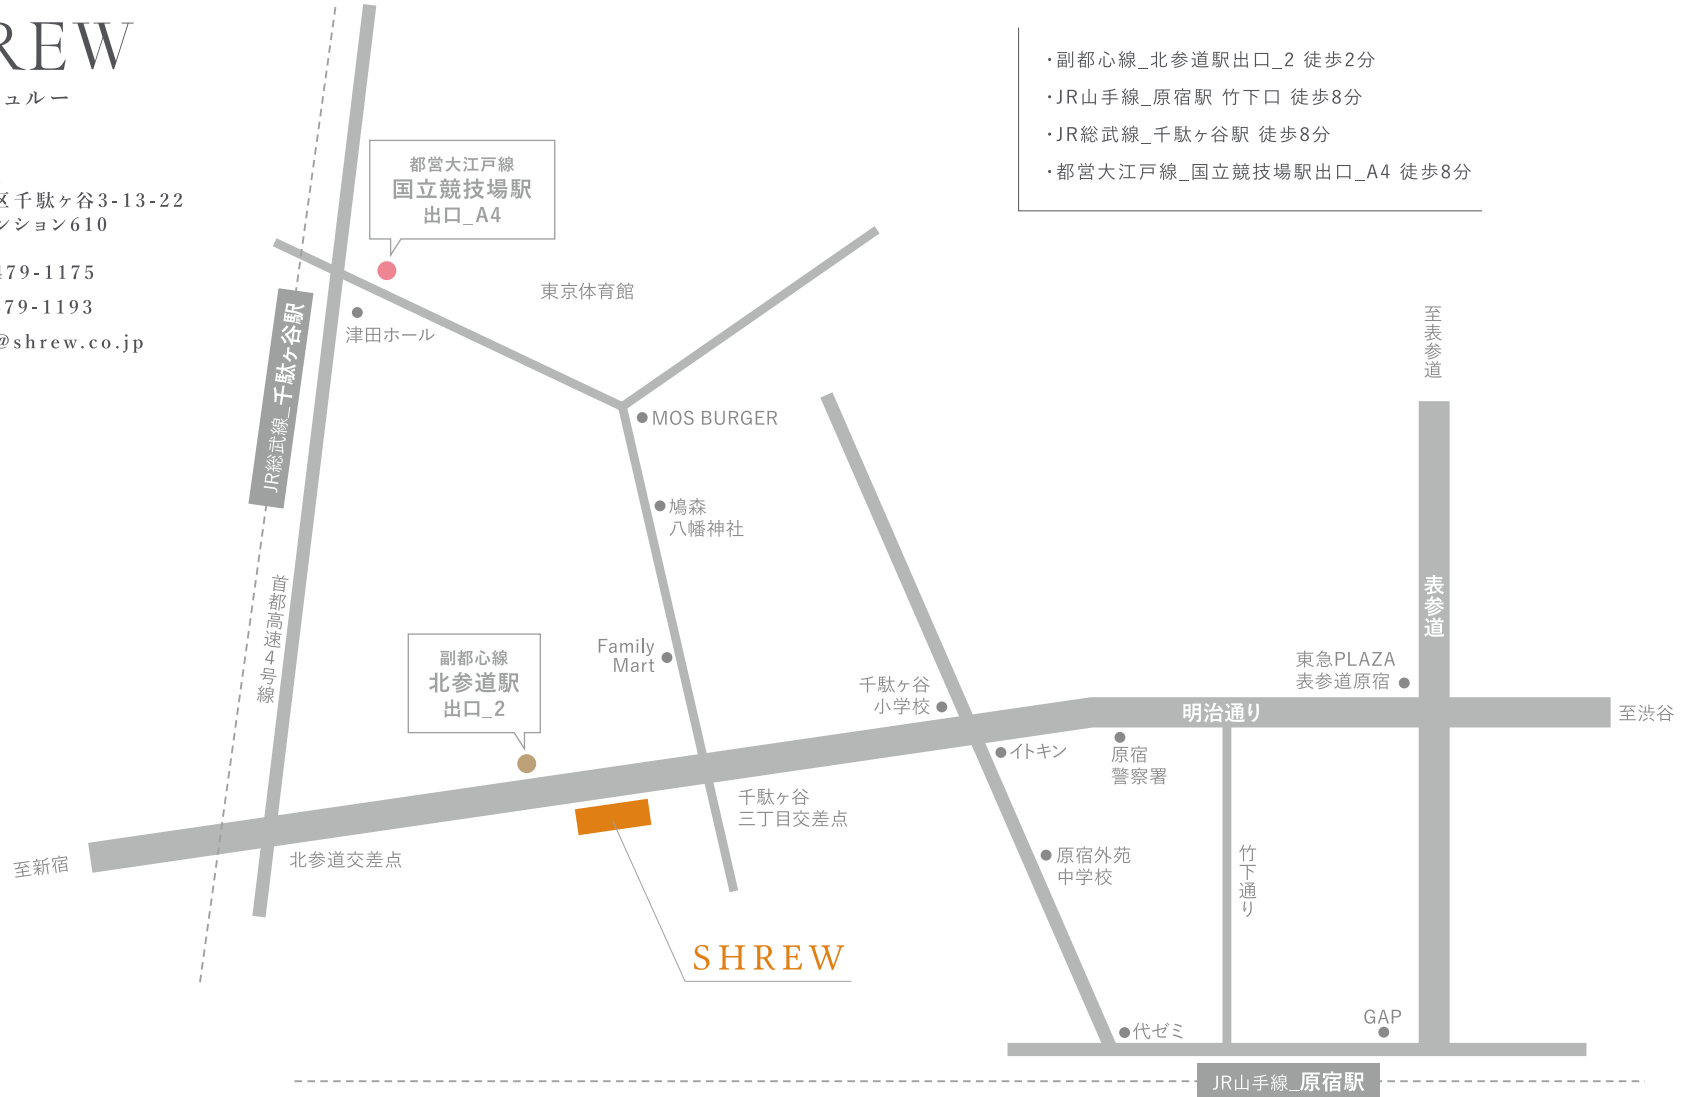 REW
ュルー
区千駄ヶ谷3-13-22
ンション610
479-1175
479-1193
@shrew.co.jp
・副都心線_北参道駅出口_2 徒歩2分
・JR山手線_原宿駅 竹下口 徒歩8分
・JR総武線_千駄ヶ谷駅 徒歩8分
・都営大江戸線_国立競技場駅出口_A4 徒歩8分
都営大江戸線
国立競技場駅
出口_A4
東京体育館
津田ホール
JR総武線_千駄ヶ谷駅
至表参道
MOS BURGER
鳩森
八幡神社
首都高速4号線
表参道
Family
Mart
副都心線
北参道駅
出口_2
千駄ヶ谷
小学校
東急PLAZA
表参道原宿
明治通り
至渋谷
イトキン
原宿
警察署
千駄ヶ谷
三丁目交差点
北参道交差点
至新宿
原宿外苑
中学校
竹下通り
SHREW
代ゼミ
GAP
JR山手線_原宿駅